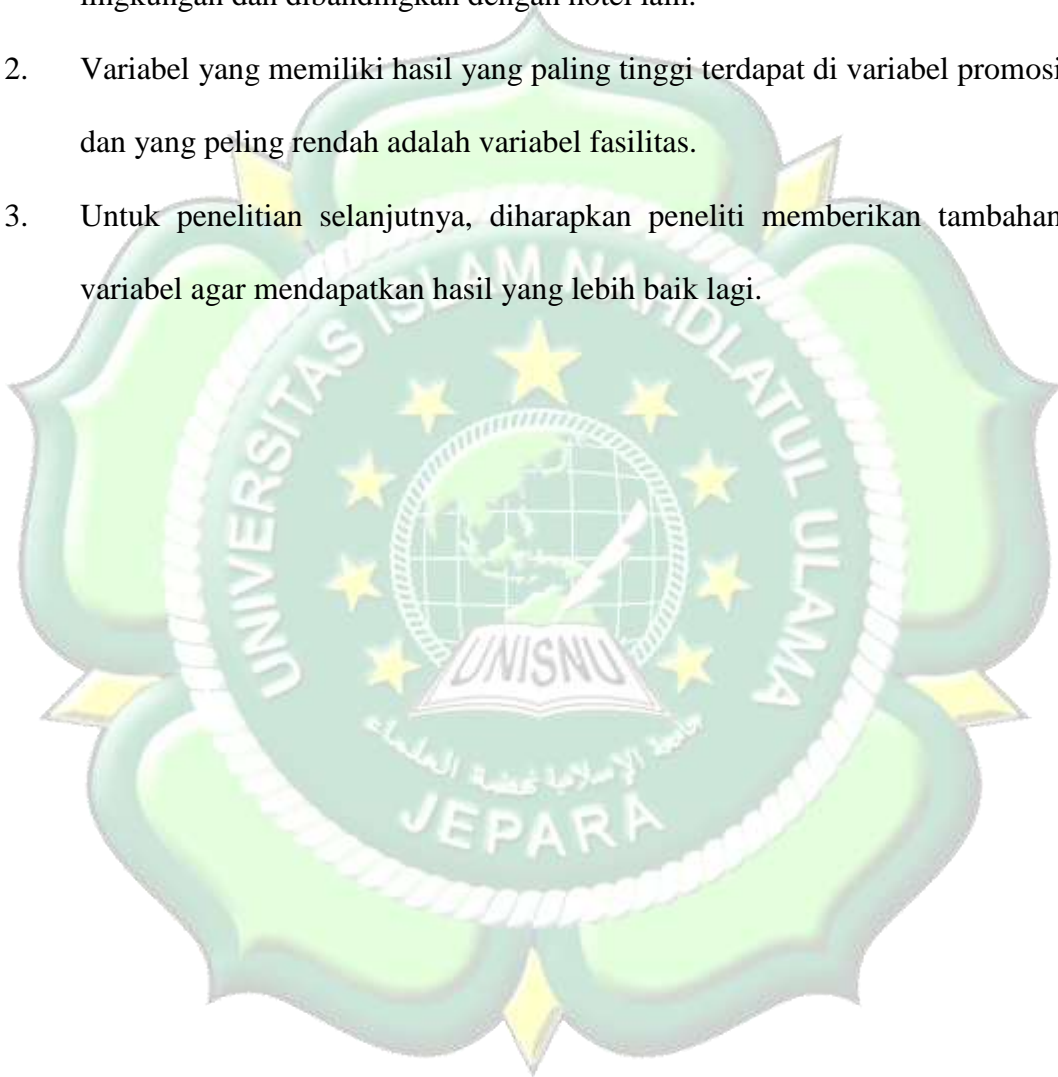 lingkungan dan dibandingkan dengan hotel lain.
2. Variabel yang memiliki hasil yang paling tinggi terdapat di variabel promosi
dan yang peling rendah adalah variabel fasilitas.
3. Untuk penelitian selanjutnya, diharapkan peneliti memberikan tambahan
variabel agar mendapatkan hasil yang lebih baik lagi.
UNIVERSITAS ISLAM NAHDLATUL ULAMA
UNISNU
JEPARA